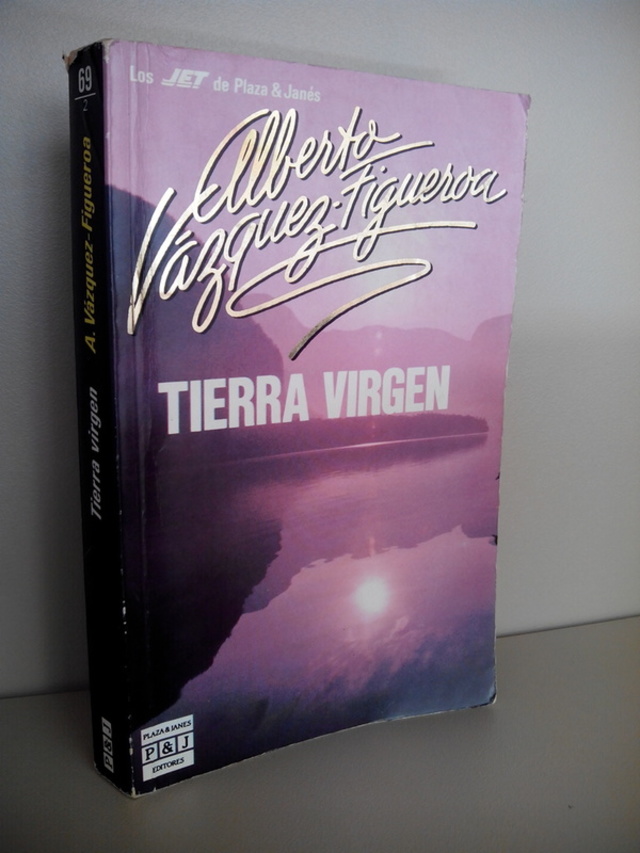 Los JET de Plaza & Janés
Alberto
Vázquez-Figueroa
TIERRA VIRGEN
PLAZA & JANES
P & J
EDITORES
69
2
A. Vázquez-Figueroa
Tierra virgen
P & J